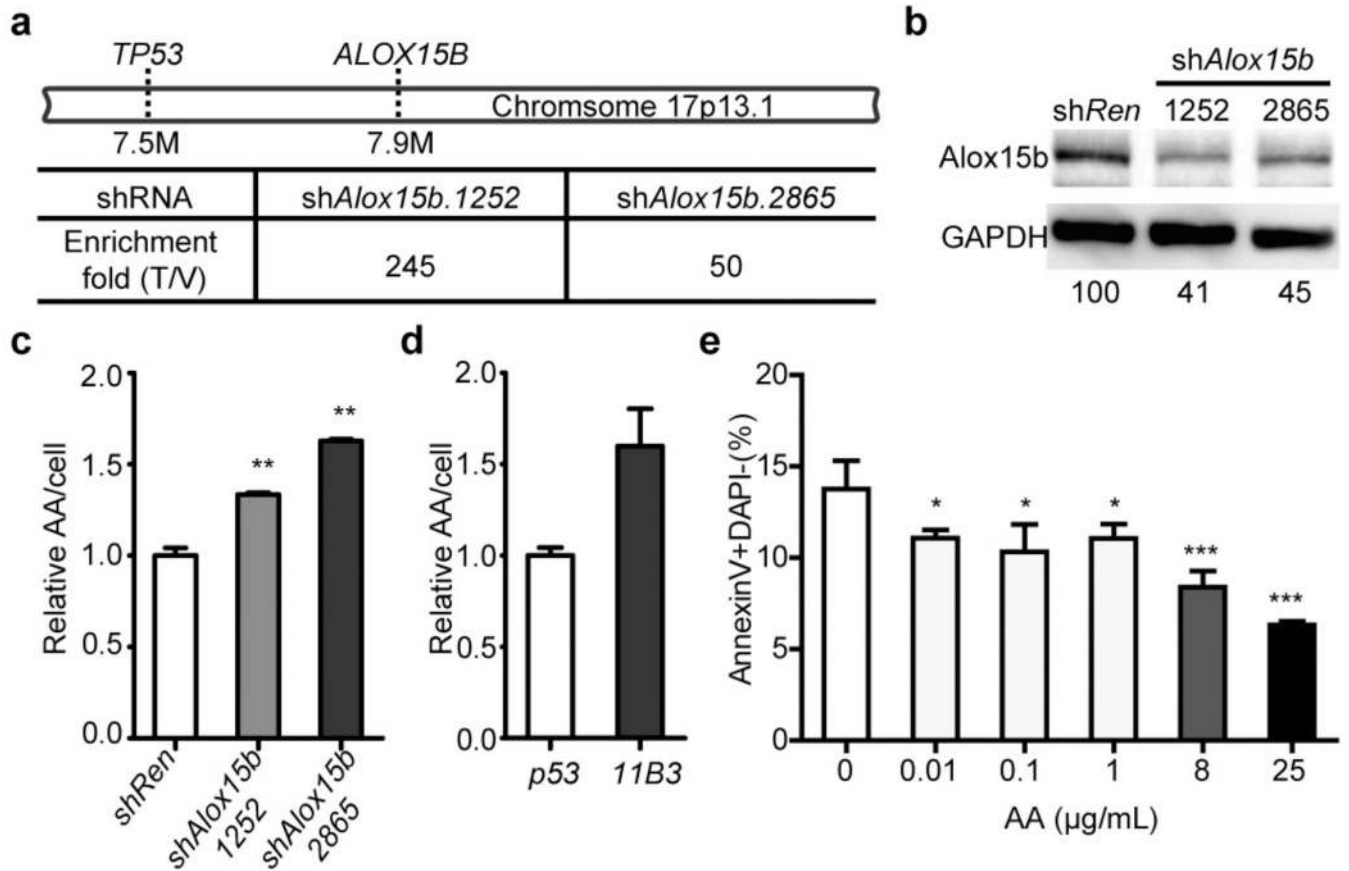 a
TP53
ALOX15B
Chromsome 17p13.1
7.5M
7.9M
shRNA
shAlox15b.1252
shAlox15b.2865
Enrichment
fold (T/V)
245
50
b
shAlox15b
shRen
1252
2865
Alox15b
GAPDH
100
41
45
c
2.0
1.5
1.0
0.5
0.0
Relative AA/cell
**
**
shRen
shAlox15b
1252
shAlox15b
2865
d
2.0
1.5
1.0
0.5
0.0
Relative AA/cell
p53
11B3
e
20
15
10
5
0
AnnexinV+DAPI-(%)
*
*
*
***
***
0
0.01
0.1
1
8
25
AA (µg/mL)